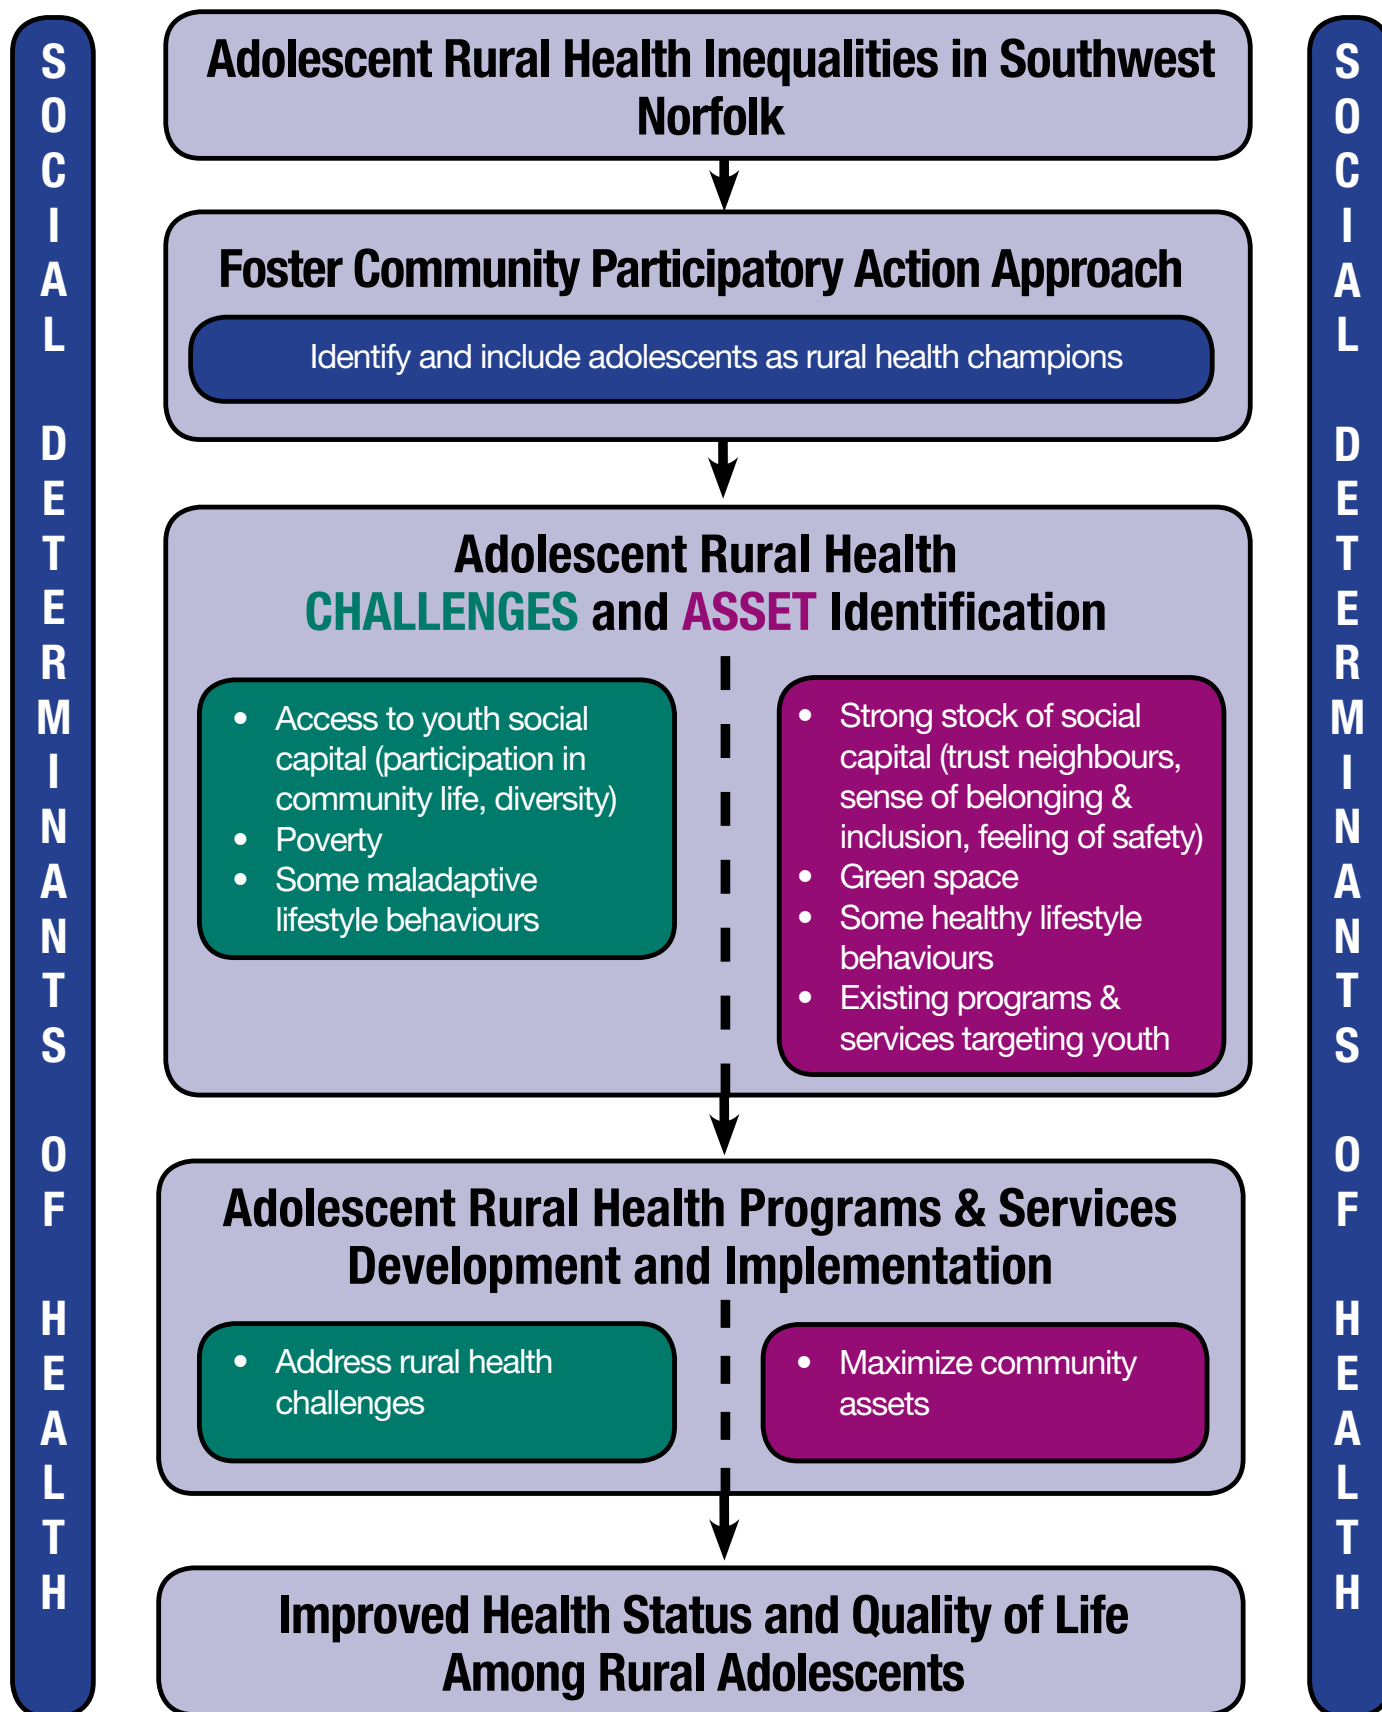 SOCIAL DETERMINANTS OF HEALTH
Adolescent Rural Health Inequalities in Southwest
Norfolk
Foster Community Participatory Action Approach
Identify and include adolescents as rural health champions
Adolescent Rural Health
CHALLENGES and ASSET Identification
• Access to youth social
capital (participation in
community life, diversity)
• Poverty
• Some maladaptive
lifestyle behaviours
• Strong stock of social
capital (trust neighbours,
sense of belonging &
inclusion, feeling of safety)
• Green space
• Some healthy lifestyle
behaviours
• Existing programs &
services targeting youth
Adolescent Rural Health Programs & Services
Development and Implementation
• Address rural health
challenges
• Maximize community
assets
Improved Health Status and Quality of Life
Among Rural Adolescents
SOCIAL DETERMINANTS OF HEALTH